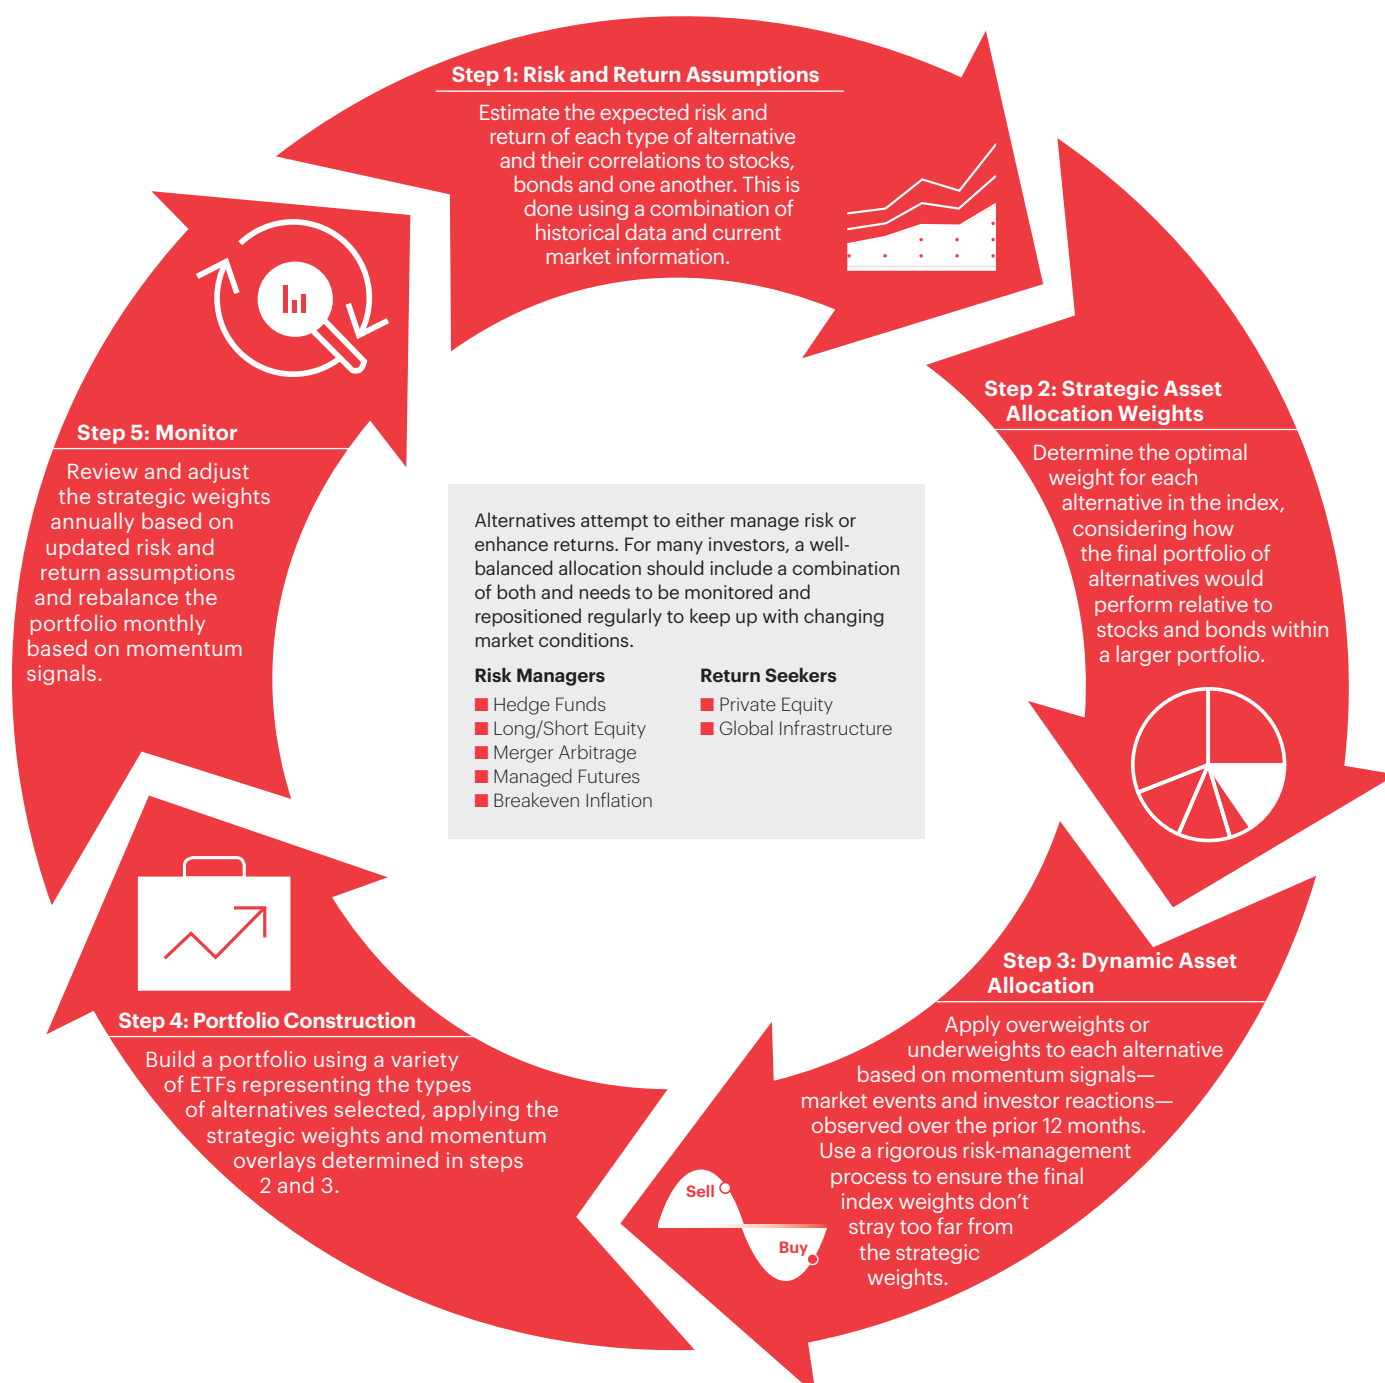 Step 1: Risk and Return Assumptions
Estimate the expected risk and
return of each type of alternative
and their correlations to stocks,
bonds and one another. This is
done using a combination of
historical data and current
market information.
Step 2: Strategic Asset
Allocation Weights
Determine the optimal
weight for each
alternative in the index,
considering how
the final portfolio of
alternatives would
perform relative to
stocks and bonds within
a larger portfolio.
Step 3: Dynamic Asset
Allocation
Apply overweights or
underweights to each alternative
based on momentum signals—
market events and investor reactions—
observed over the prior 12 months.
Use a rigorous risk-management
process to ensure the final
index weights don’t
stray too far from
the strategic
weights.
Sell
Buy
Step 4: Portfolio Construction
Build a portfolio using a variety
of ETFs representing the types
of alternatives selected, applying the
strategic weights and momentum
overlays determined in steps
2 and 3.
Step 5: Monitor
Review and adjust
the strategic weights
annually based on
updated risk and
return assumptions
and rebalance the
portfolio monthly
based on momentum
signals.
Alternatives attempt to either manage risk or
enhance returns. For many investors, a well-
balanced allocation should include a combination
of both and needs to be monitored and
repositioned regularly to keep up with changing
market conditions.
Risk Managers
Hedge Funds
Long/Short Equity
Merger Arbitrage
Managed Futures
Breakeven Inflation
Return Seekers
Private Equity
Global Infrastructure